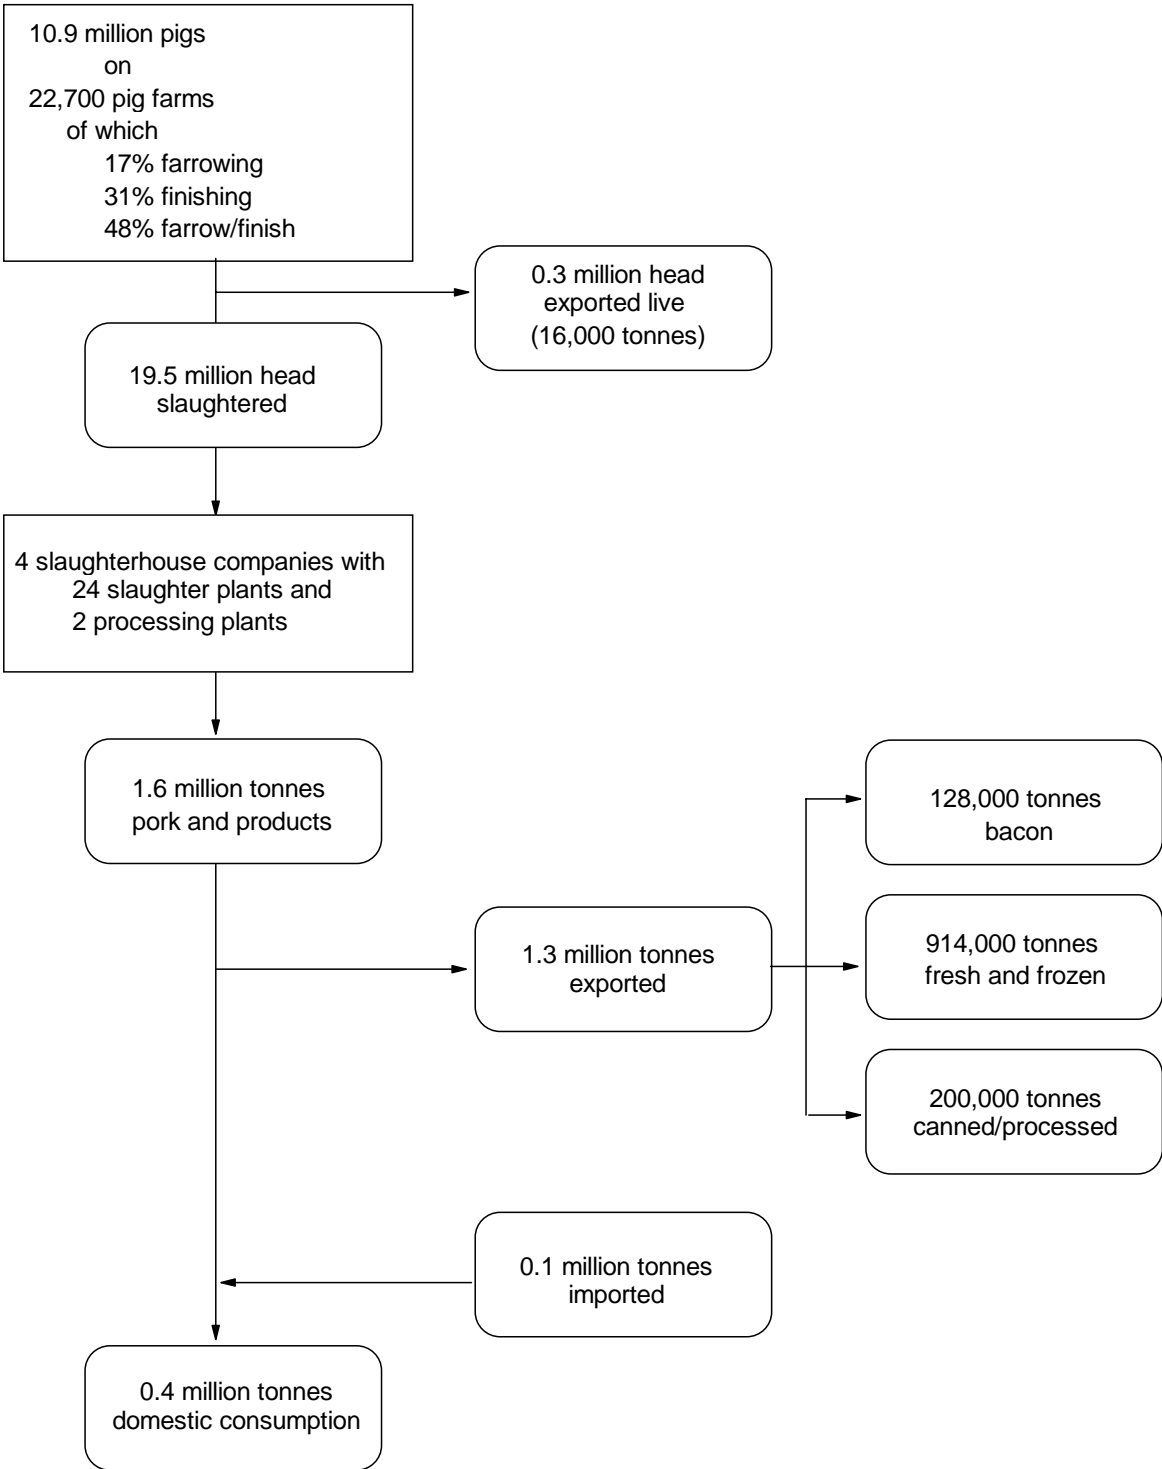 10.9 million pigs
on
22,700 pig farms
of which
17% farrowing
31% finishing
48% farrow/finish
0.3 million head
exported live
(16,000 tonnes)
19.5 million head
slaughtered
4 slaughterhouse companies with
24 slaughter plants and
2 processing plants
1.6 million tonnes
pork and products
128,000 tonnes
bacon
1.3 million tonnes
exported
914,000 tonnes
fresh and frozen
200,000 tonnes
canned/processed
0.1 million tonnes
imported
0.4 million tonnes
domestic consumption